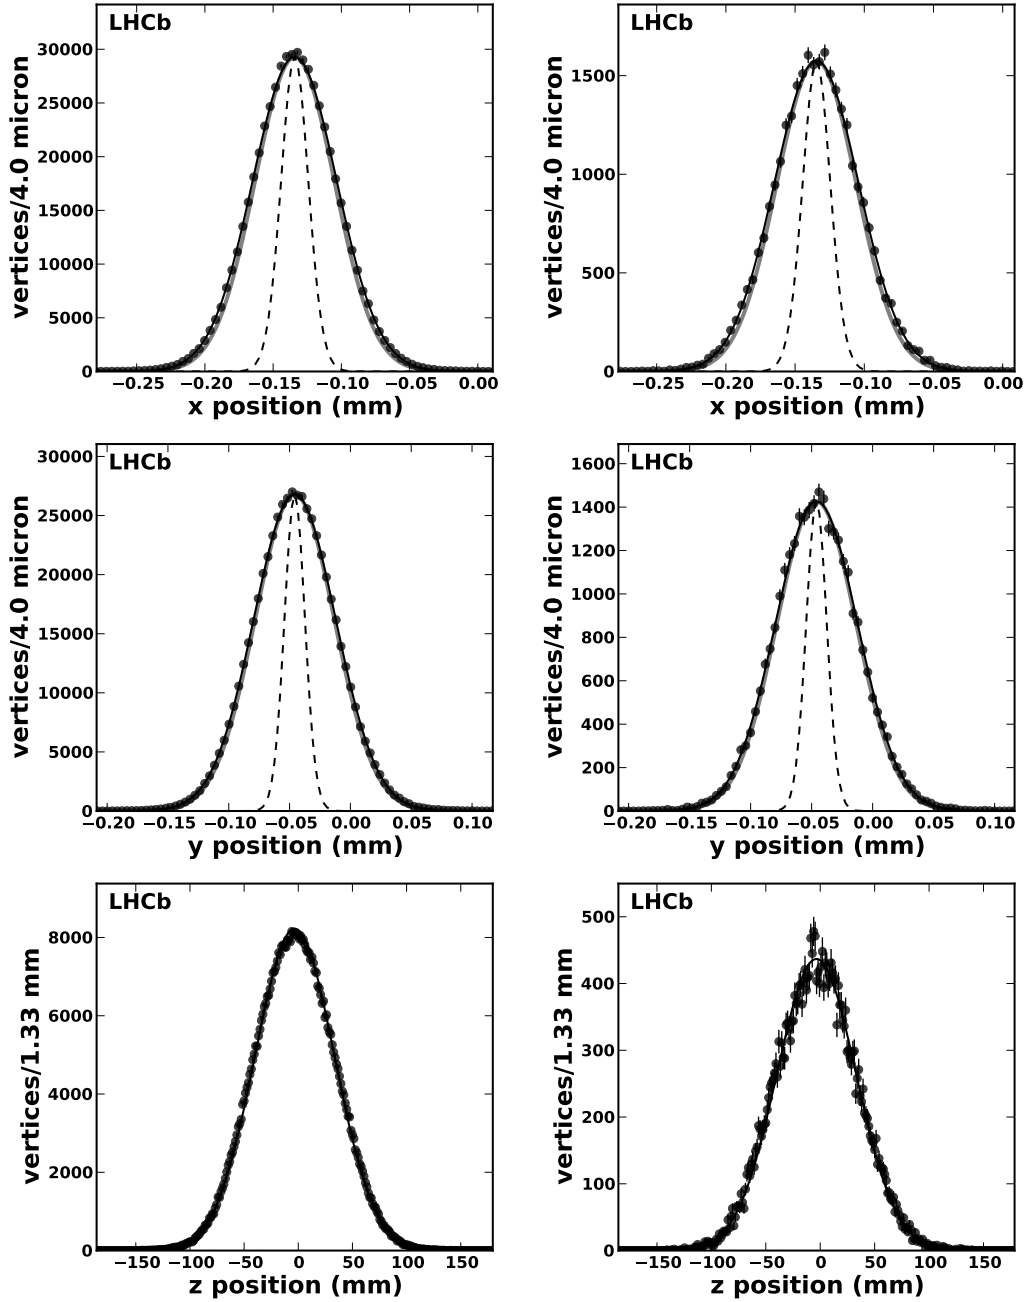 LHCb
vertices/4.0 micron
30000
25000
20000
15000
10000
5000
0
−0.25 −0.20 −0.15 −0.10 −0.05 0.00
x position (mm)
LHCb
vertices/4.0 micron
1500
1000
500
0
−0.25 −0.20 −0.15 −0.10 −0.05 0.00
x position (mm)
LHCb
vertices/4.0 micron
30000
25000
20000
15000
10000
5000
0
−0.20 −0.15 −0.10 −0.05 0.00 0.05 0.10
y position (mm)
LHCb
vertices/4.0 micron
1600
1400
1200
1000
800
600
400
200
0
−0.20 −0.15 −0.10 −0.05 0.00 0.05 0.10
y position (mm)
LHCb
vertices/1.33 mm
8000
6000
4000
2000
0
−150 −100 −50 0 50 100 150
z position (mm)
LHCb
vertices/1.33 mm
500
400
300
200
100
0
−150 −100 −50 0 50 100 150
z position (mm)